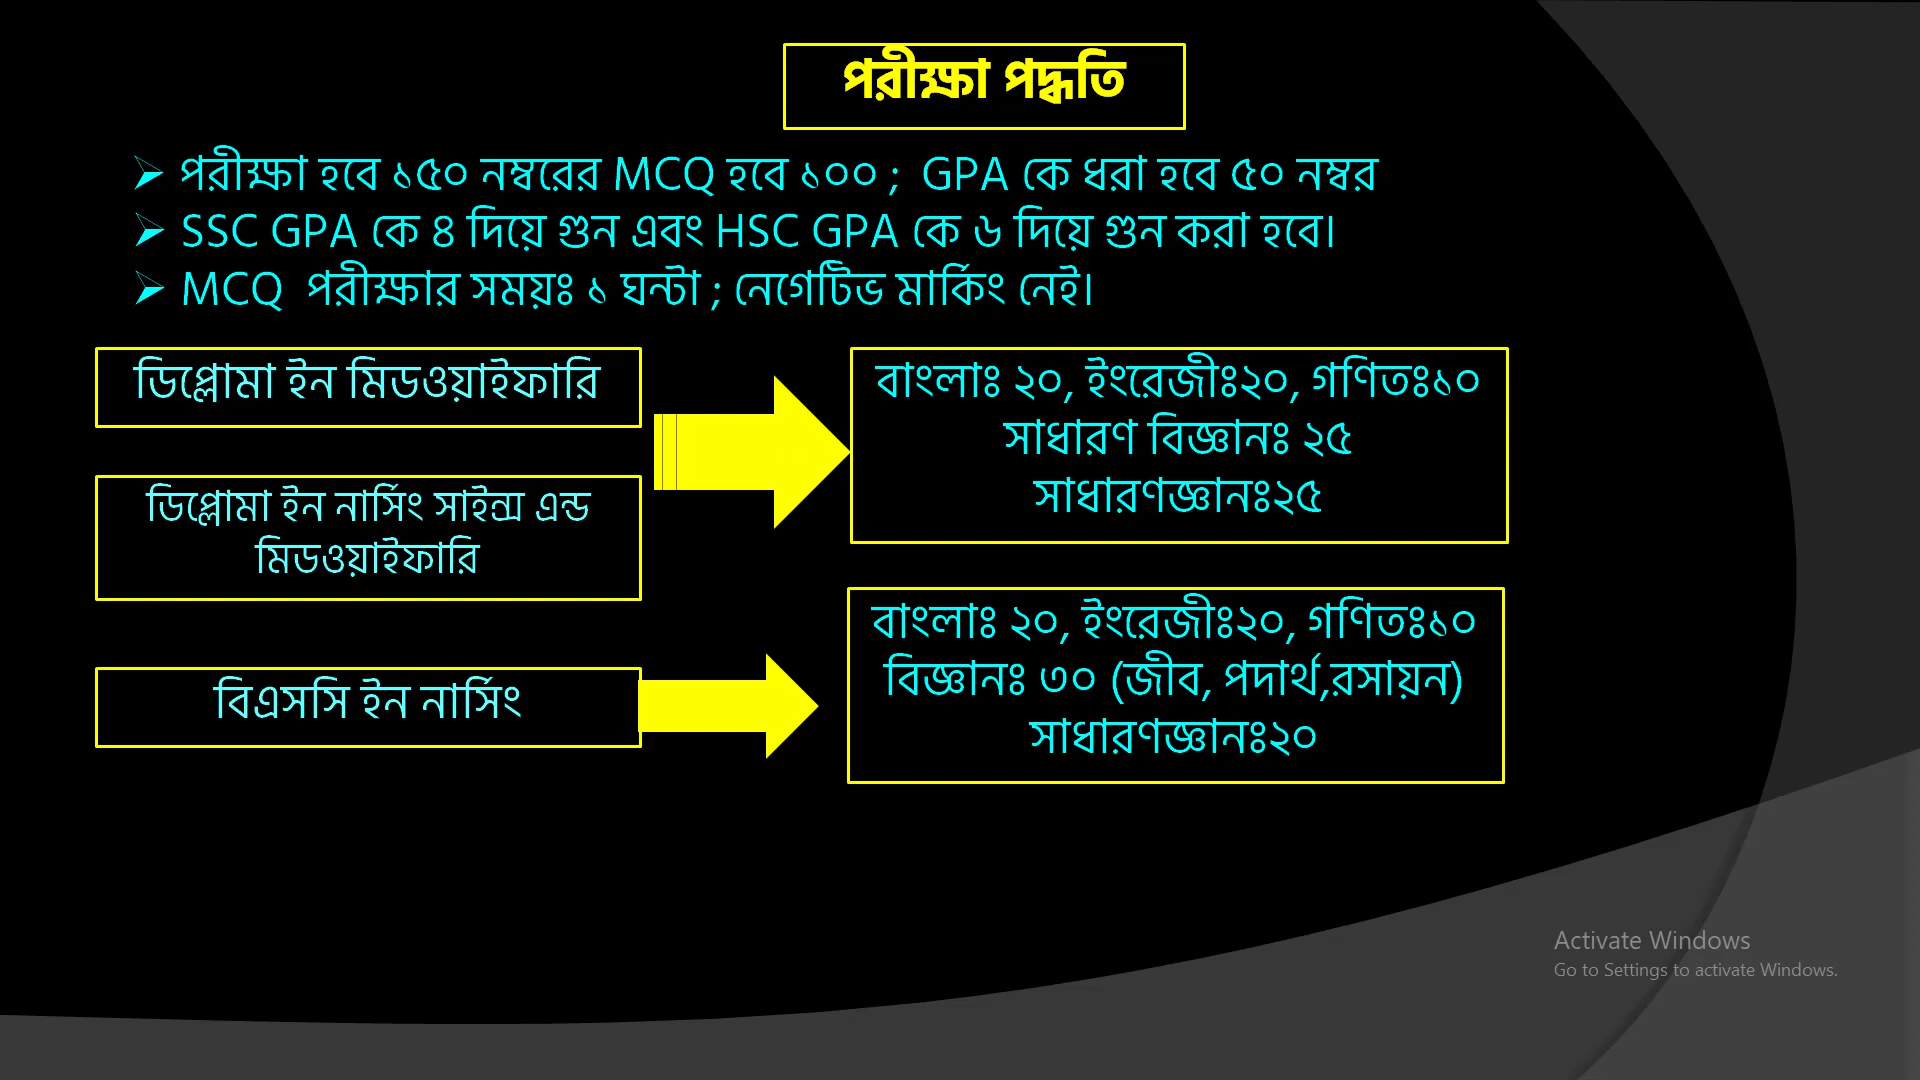 পরীক্ষা পদ্ধতি
পরীক্ষা হবে ১৫০ নম্বরের MCQ হবে ১০০ ; GPA কে ধরা হবে ৫০ নম্বর
SSC GPA কে ৪ দিয়ে গুন এবং HSC GPA কে ৬ দিয়ে গুন করা হবে।
MCQ পরীক্ষার সময়ঃ ১ ঘন্টা ; নেগেটিভ মার্কিং নেই।
ডিপ্লোমা ইন মিডওয়াইফারি
ডিপ্লোমা ইন নার্সিং সাইন্স এন্ড
মিডওয়াইফারি
বাংলাঃ ২০, ইংরেজীঃ২০, গণিতঃ১০
সাধারণ বিজ্ঞানঃ ২৫
সাধারণজ্ঞানঃ২৫
বিএসসি ইন নার্সিং
বাংলাঃ ২০, ইংরেজীঃ২০, গণিতঃ১০
বিজ্ঞানঃ ৩০ (জীব, পদার্থ,রসায়ন)
সাধারণজ্ঞানঃ২০
Activate Windows
Go to Settings to activate Windows.